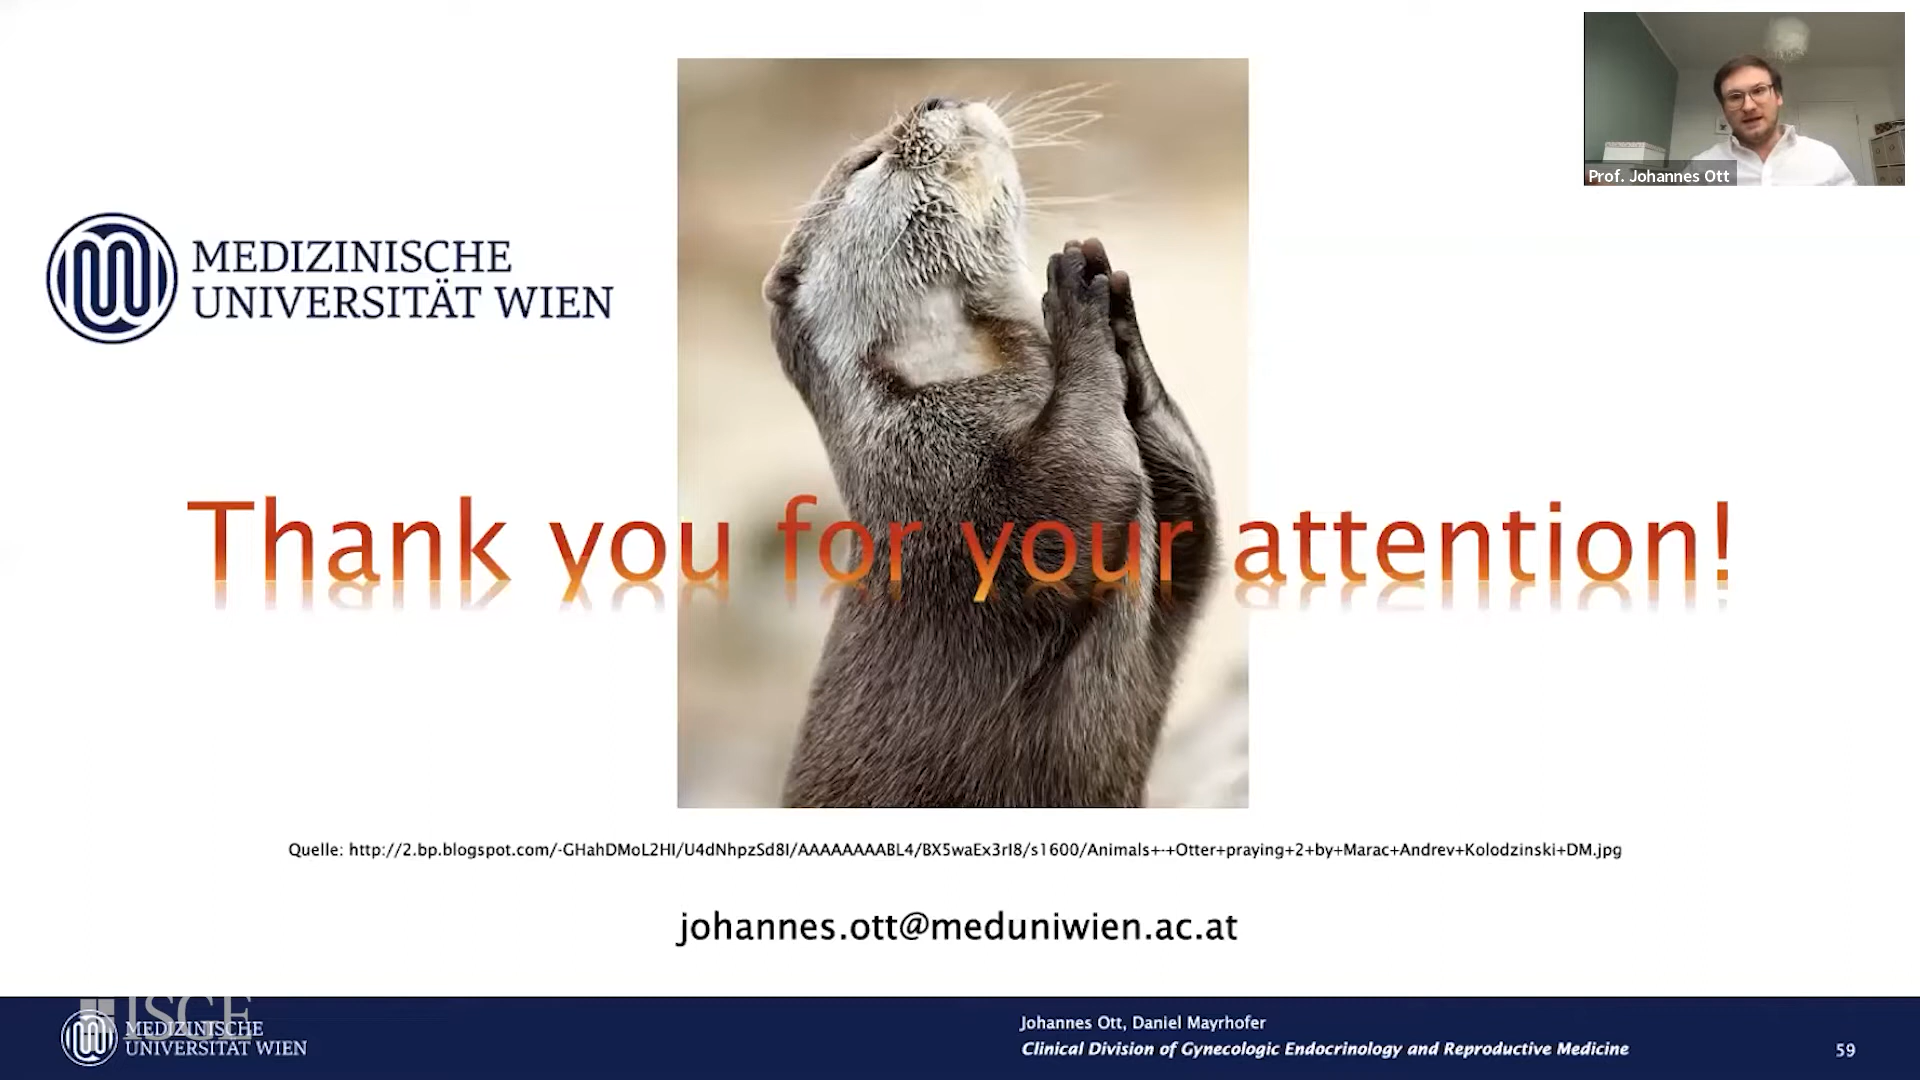 Prof. Johannes Ott
MEDIZINISCHE
UNIVERSITÄT WIEN
Thank you for your attention!
Quelle: http://2.bp.blogspot.com/-GHahDMoL2HI/U4dNhpzSd8I/AAAAAAAABL4/BX5waEx3rI8/s1600/Animals+-+Otter+praying+2+by+Marac+Andrev+Kolodzinski+DM.jpg
johannes.ott@meduniwien.ac.at
ISGE
MEDIZINISCHE
UNIVERSITÄT WIEN
Johannes Ott, Daniel Mayrhofer
Clinical Division of Gynecologic Endocrinology and Reproductive Medicine
59